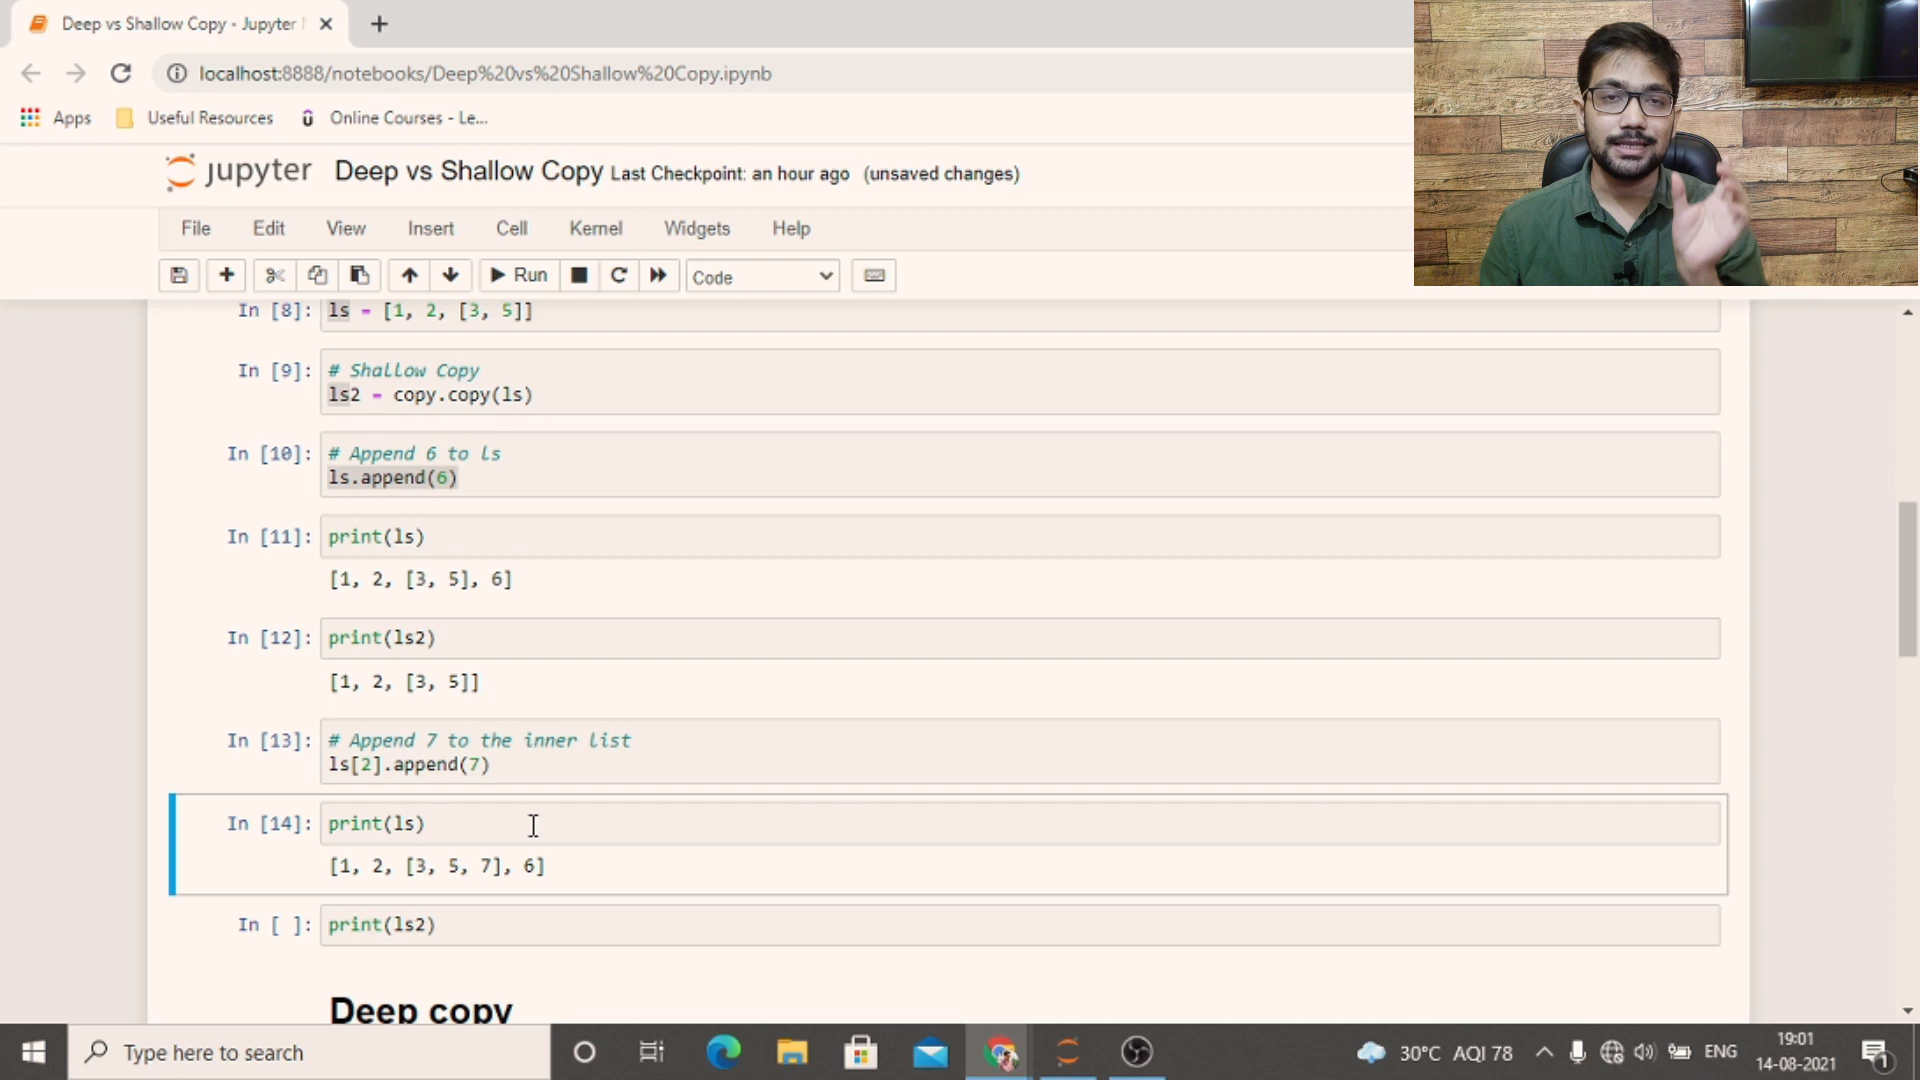 Deep vs Shallow Copy - Jupyter
localhost:8888/notebooks/Deep%20vs%20Shallow%20Copy.ipynb
Apps Useful Resources Online Courses - Le...
jupyter Deep vs Shallow Copy Last Checkpoint: an hour ago (unsaved changes)
File Edit View Insert Cell Kernel Widgets Help
Run Code
In [8]: ls = [1, 2, [3, 5]]
In [9]: # Shallow Copy
ls2 = copy.copy(ls)
In [10]: # Append 6 to ls
ls.append(6)
In [11]: print(ls)
[1, 2, [3, 5], 6]
In [12]: print(ls2)
[1, 2, [3, 5]]
In [13]: # Append 7 to the inner list
ls[2].append(7)
In [14]: print(ls)
[1, 2, [3, 5, 7], 6]
In [ ]: print(ls2)
Deep copy
Type here to search 30°C AQI 78 ENG 19:01
14-08-2021
1